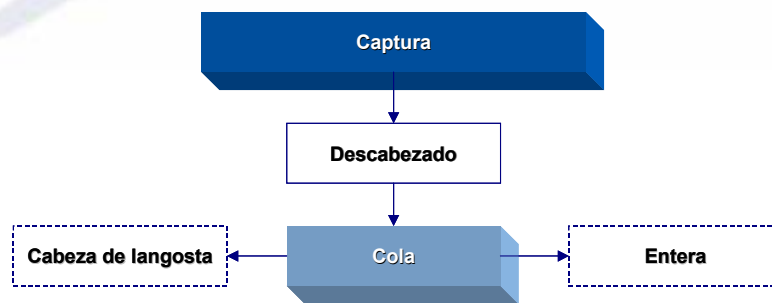 Captura
Descabezado
Cabeza de langosta
Cola
Entera